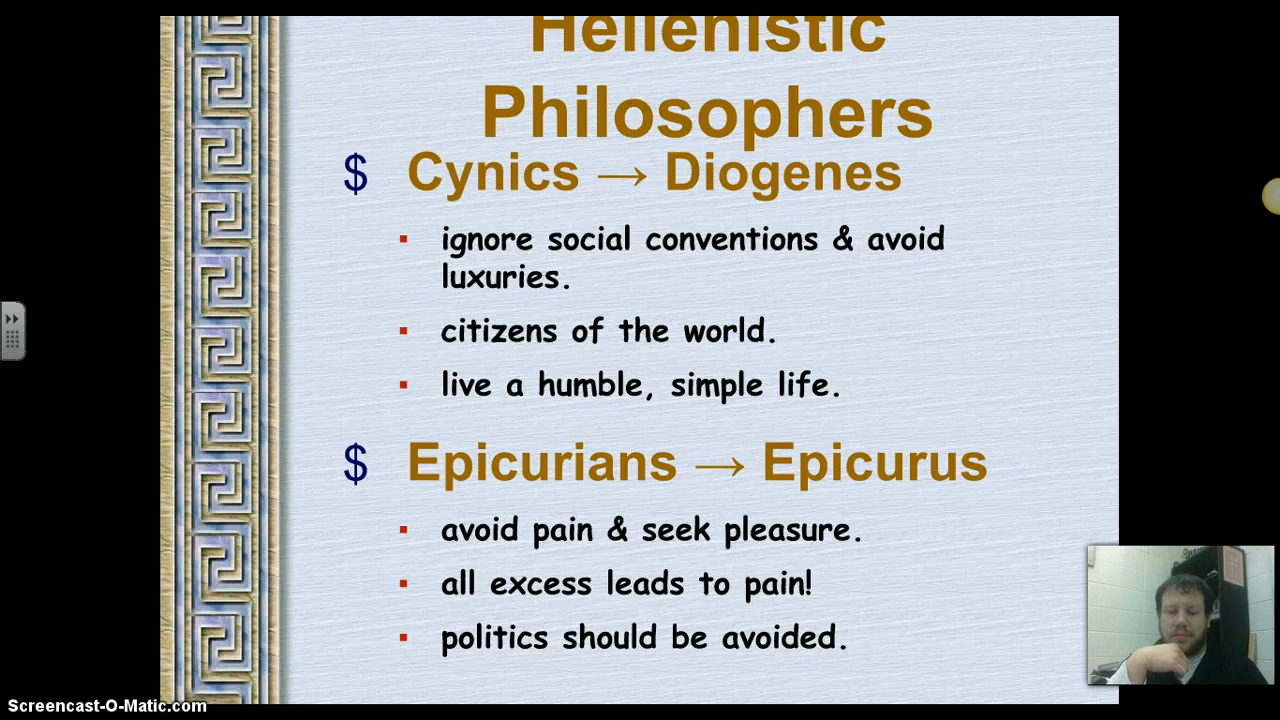 Hellenistic
Philosophers
$ Cynics → Diogenes
▪ ignore social conventions & avoid
luxuries.
▪ citizens of the world.
▪ live a humble, simple life.
$ Epicurians → Epicurus
▪ avoid pain & seek pleasure.
▪ all excess leads to pain!
▪ politics should be avoided.
Screencast-O-Matic.com